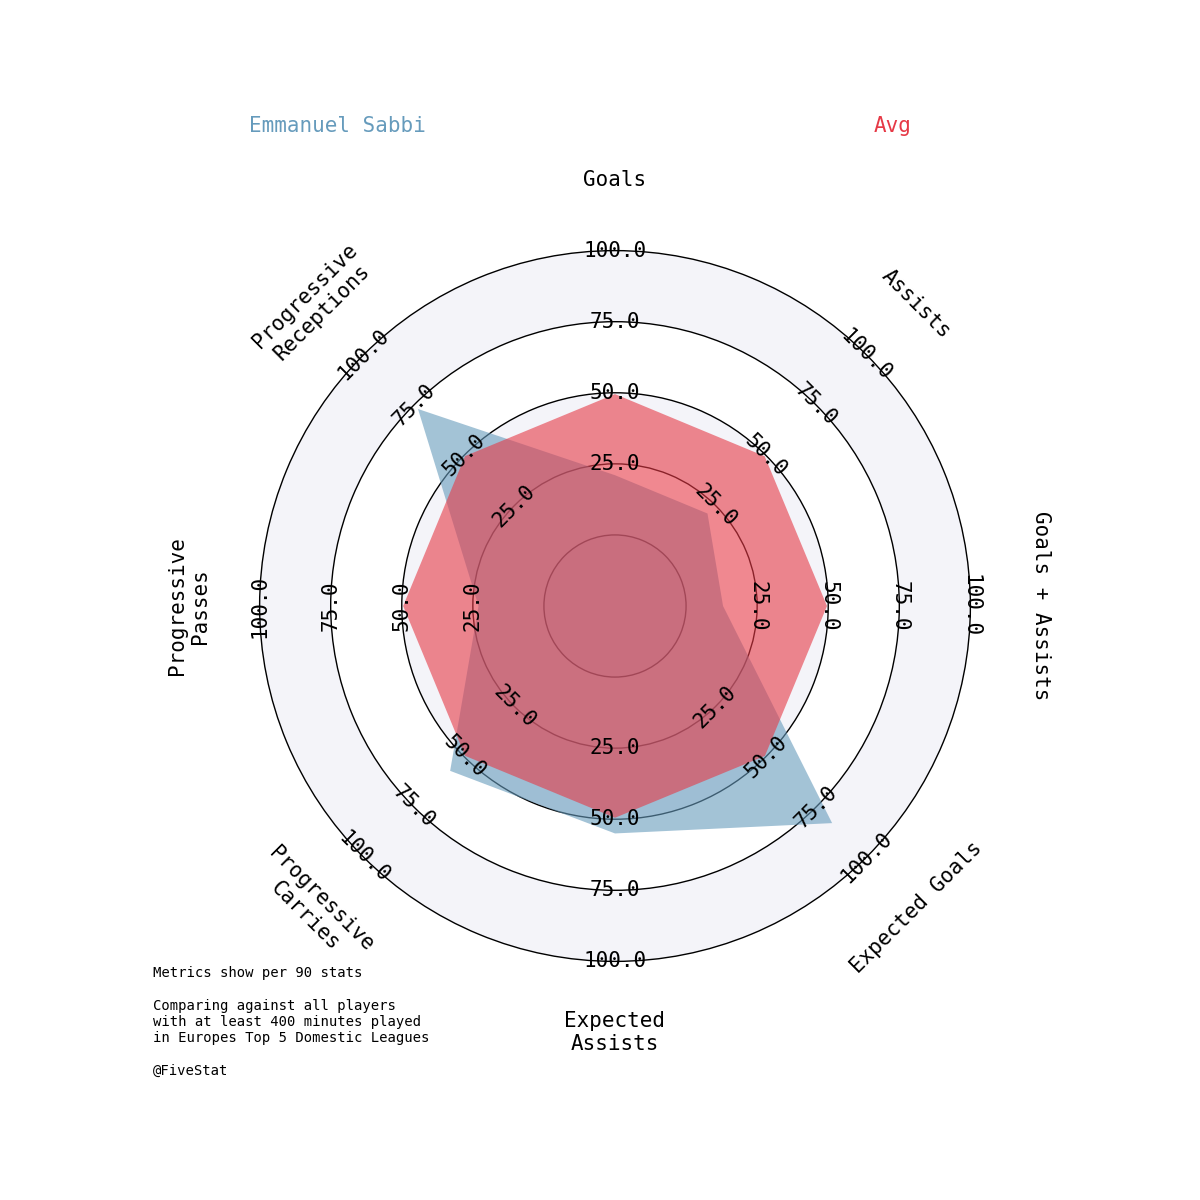 Emmanuel Sabbi
Avg
Goals
Assists
Goals + Assists
Expected Goals
Expected
Assists
Progressive
Carries
Progressive
Passes
Progressive
Receptions
25.0
50.0
75.0
100.0
25.0
50.0
75.0
100.0
25.0
50.0
75.0
100.0
25.0
50.0
75.0
100.0
25.0
50.0
75.0
100.0
25.0
50.0
75.0
100.0
25.0
50.0
75.0
100.0
25.0
50.0
75.0
100.0
Metrics show per 90 stats
Comparing against all players
with at least 400 minutes played
in Europes Top 5 Domestic Leagues
@FiveStat